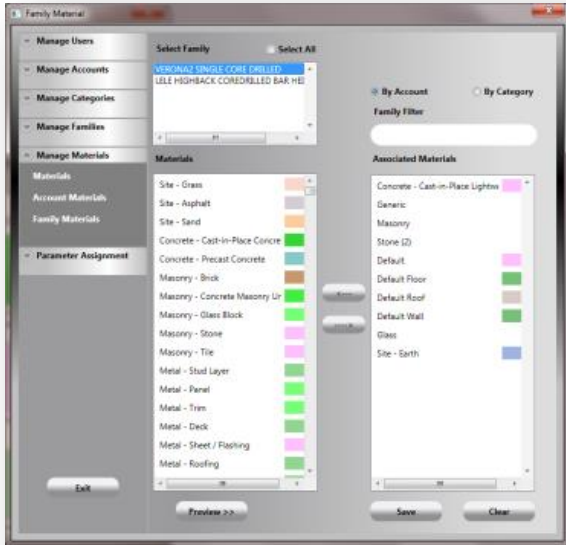 Family Material
Manage Users
Manage Accounts
Manage Categories
Manage Families
Manage Materials
Materials
Account Materials
Family Materials
Parameter Assignment
Exit
Select Family
Select All
VERONA2 SINGLE CORE DRILLED
LELE HIGHBACK COREDRILLED BAR HEI
By Account
By Category
Family Filter
Materials
Site - Grass
Site - Asphalt
Site - Sand
Concrete - Cast-in-Place Concre
Concrete - Precast Concrete
Masonry - Brick
Masonry - Concrete Masonry Ur
Masonry - Glass Block
Masonry - Stone
Masonry - Tile
Metal - Stud Layer
Metal - Panel
Metal - Trim
Metal - Deck
Metal - Sheet / Flashing
Metal - Roofing
Preview >>
Associated Materials
Concrete - Cast-in-Place Lightwe
Generic
Masonry
Stone (2)
Default
Default Floor
Default Roof
Default Wall
Glass
Site - Earth
Save
Clear